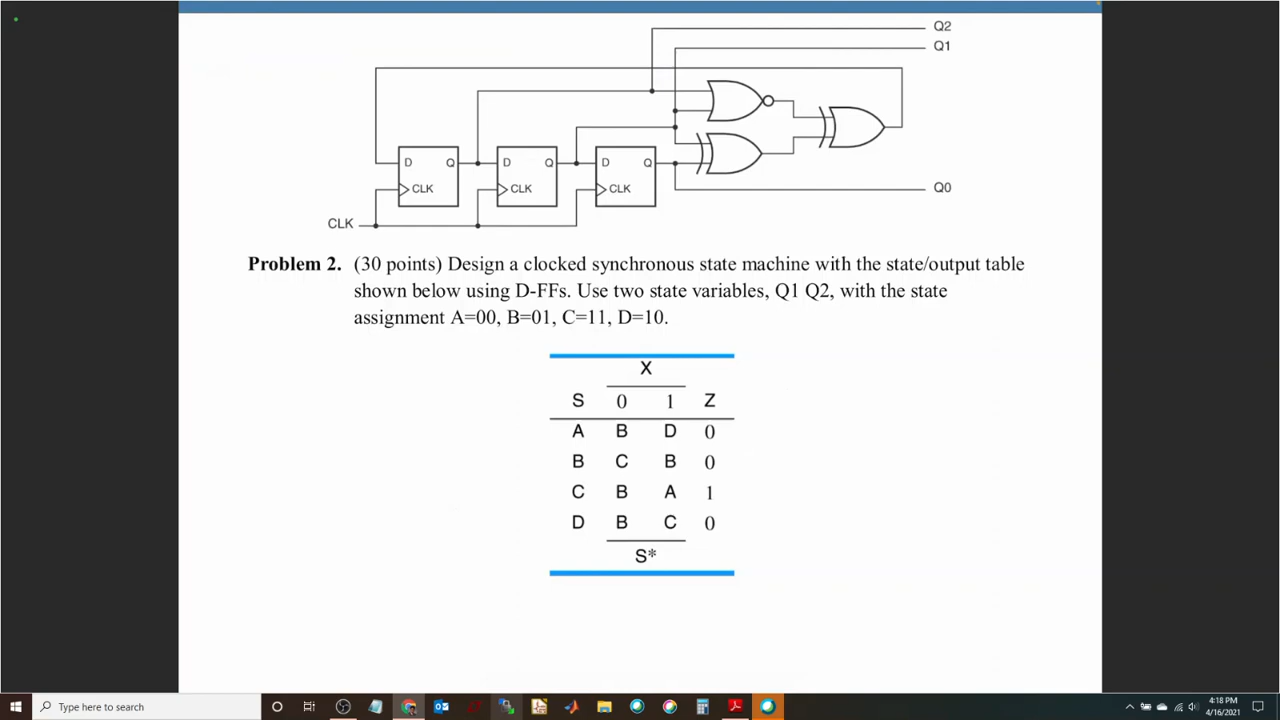 Q2
Q1
D Q D Q D Q
CLK CLK CLK
Q0
CLK
Problem 2. (30 points) Design a clocked synchronous state machine with the state/output table
shown below using D-FFs. Use two state variables, Q1 Q2, with the state
assignment A=00, B=01, C=11, D=10.
X
S 0 1 Z
A B D 0
B C B 0
C B A 1
D B C 0
S*
Type here to search
4:18 PM
4/16/2021